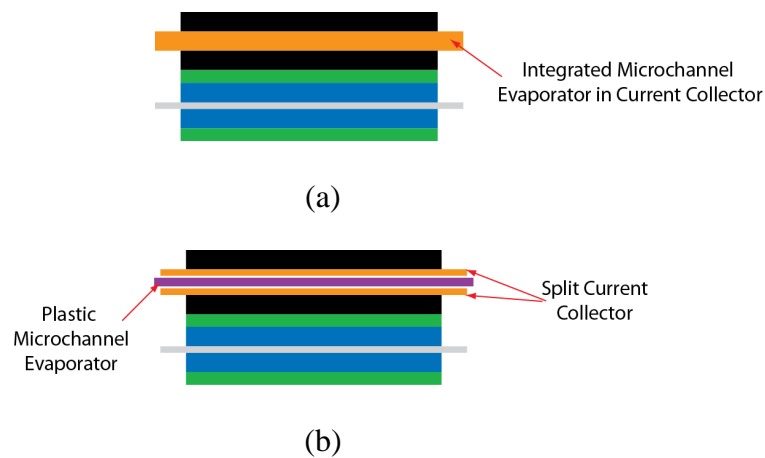 Integrated Microchannel
Evaporator in Current Collector
(a)
Plastic
Microchannel
Evaporator
Split Current
Collector
(b)